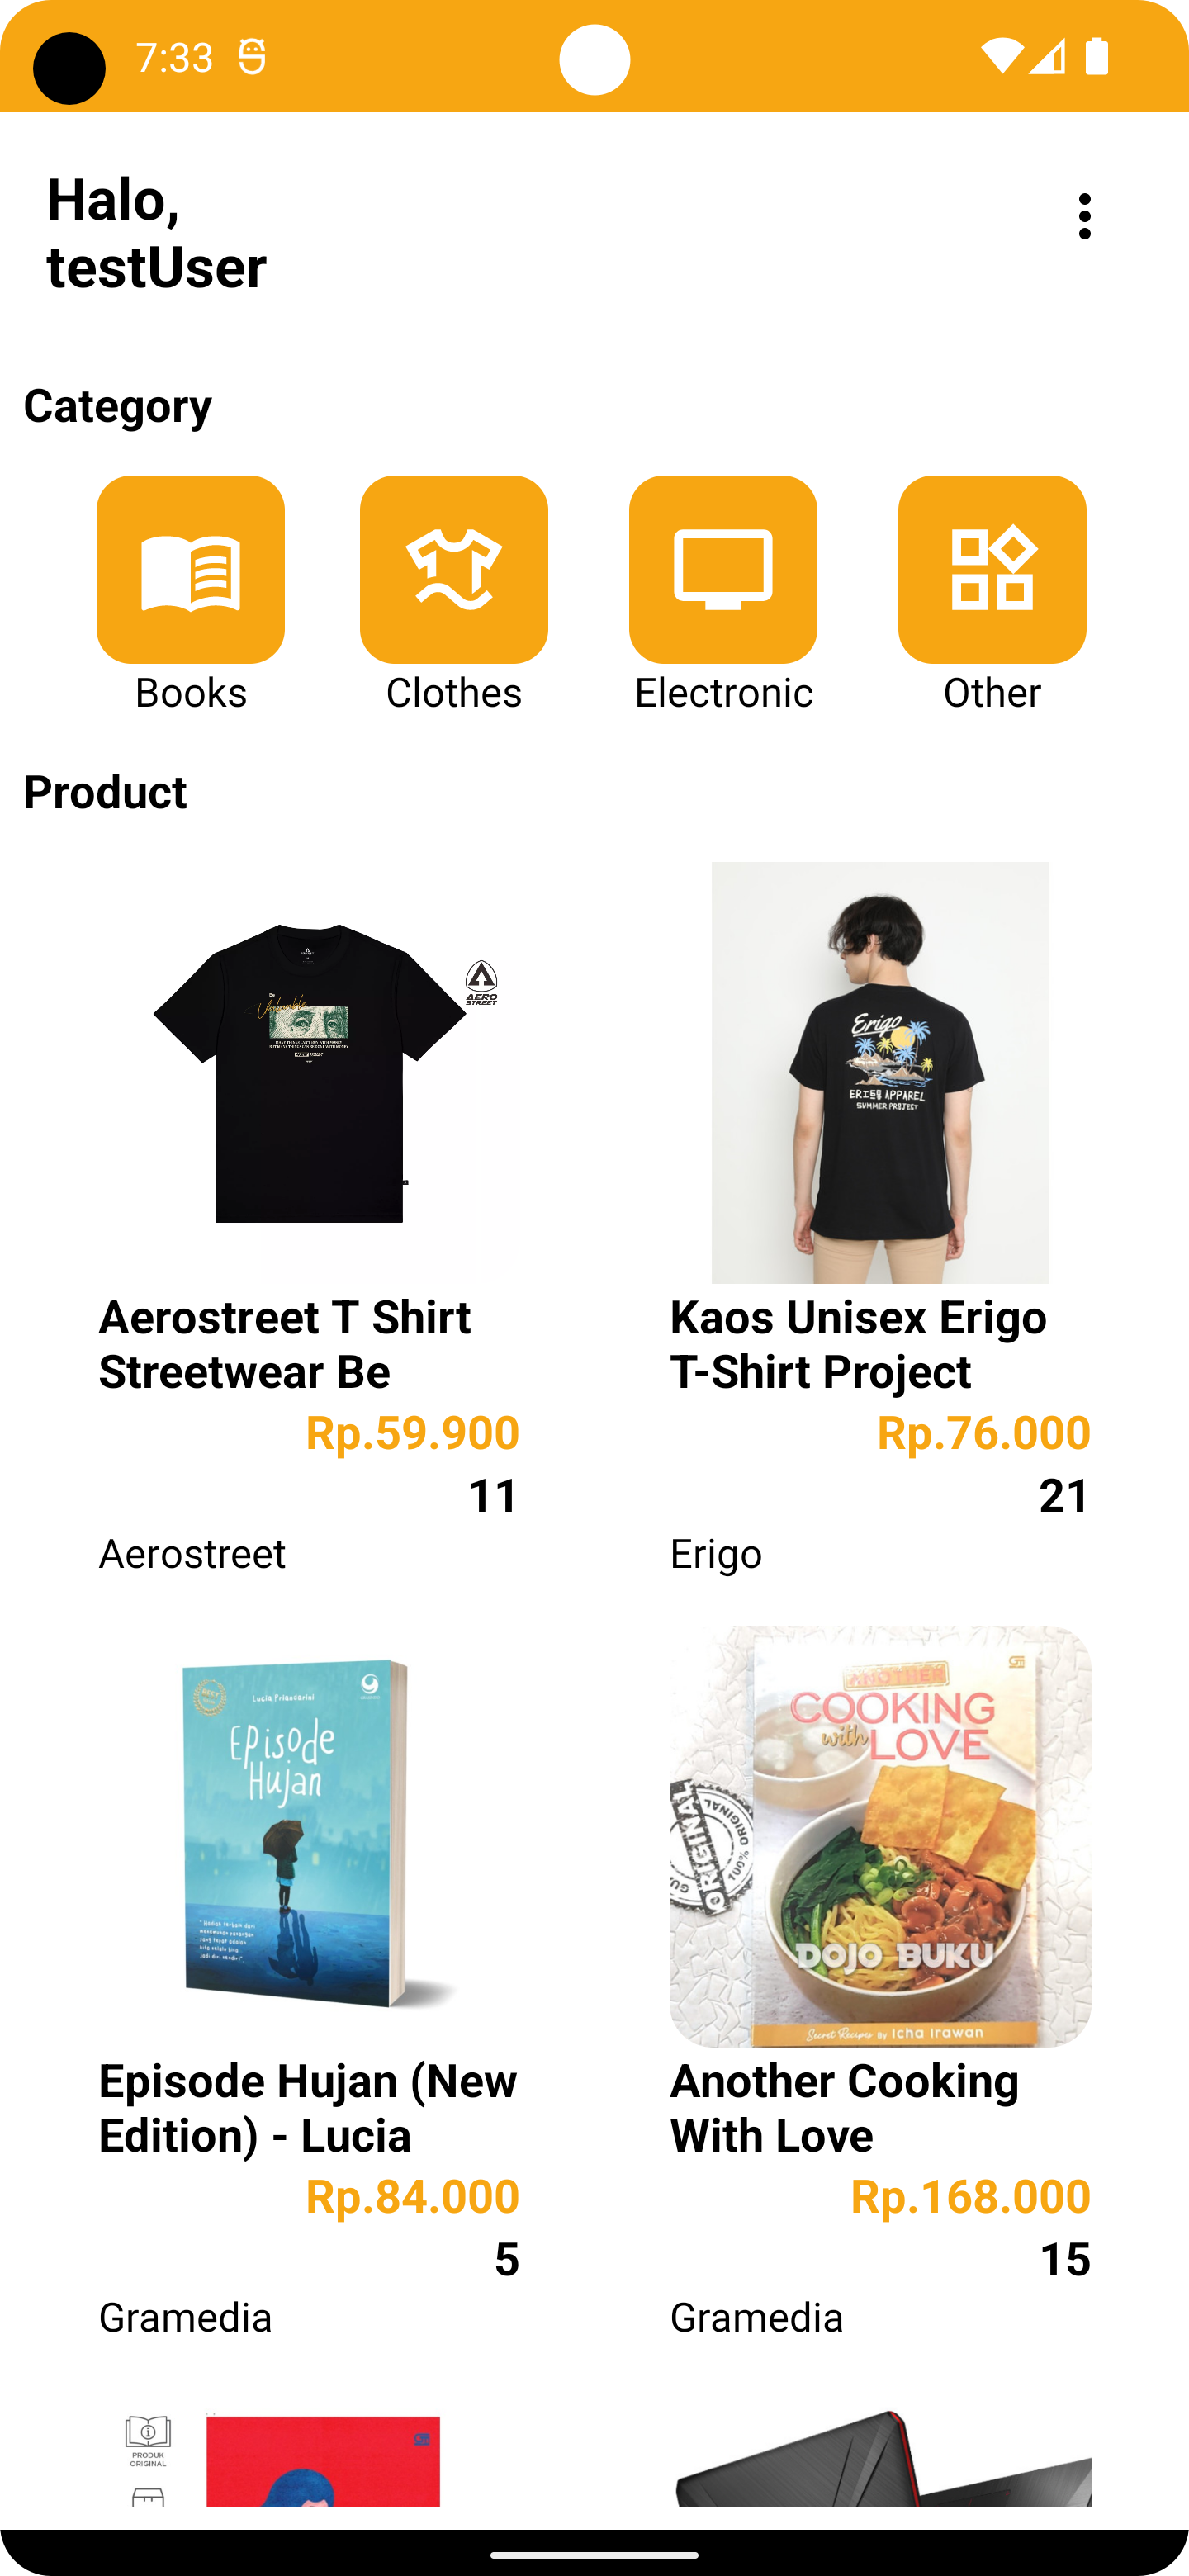 7:33
Halo,
testUser
Category
Books
Clothes
Electronic
Other
Product
AERO
STREET
Erigo
ERIGO APPAREL
SUMMER PROJECT
Aerostreet T Shirt
Streetwear Be
Rp.59.900
11
Aerostreet
Kaos Unisex Erigo
T-Shirt Project
Rp.76.000
21
Erigo
Lucia Priandarini
Episode
Hujan
ANOTHER
COOKING
with LOVE
ORIGINAL
100% ORIGINAL
DOJO BUKU
Secret Recipes BY Icha Irawan
Episode Hujan (New
Edition) - Lucia
Rp.84.000
5
Gramedia
Another Cooking
With Love
Rp.168.000
15
Gramedia
PRODUK
ORIGINAL